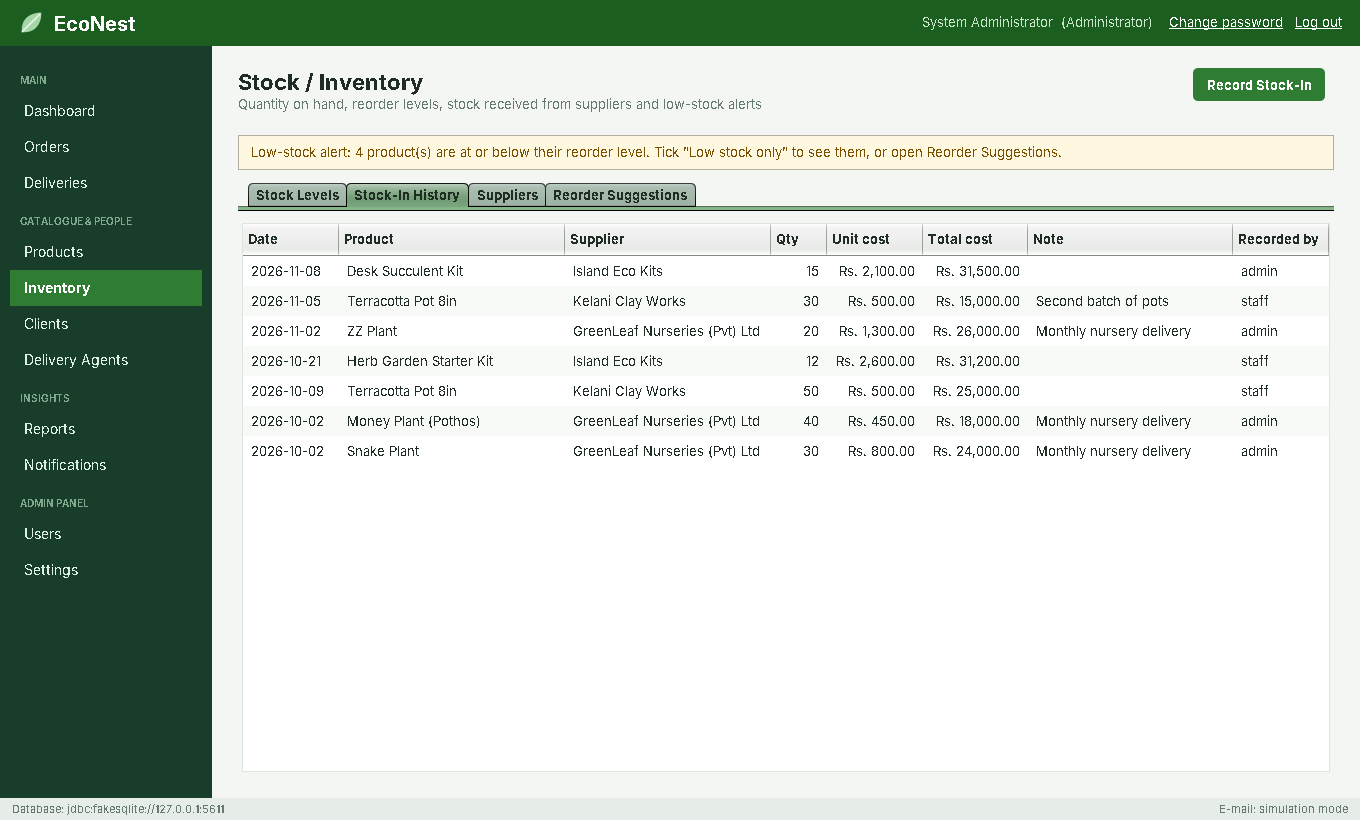 EcoNest
System Administrator (Administrator) Change password Log out
MAIN
Dashboard
Orders
Deliveries
CATALOGUE & PEOPLE
Products
Inventory
Clients
Delivery Agents
INSIGHTS
Reports
Notifications
ADMIN PANEL
Users
Settings
Stock / Inventory
Quantity on hand, reorder levels, stock received from suppliers and low-stock alerts
Record Stock-In
Low-stock alert: 4 product(s) are at or below their reorder level. Tick "Low stock only" to see them, or open Reorder Suggestions.
Stock Levels Stock-In History Suppliers Reorder Suggestions
Date Product Supplier Qty Unit cost Total cost Note Recorded by
2026-11-08 Desk Succulent Kit Island Eco Kits 15 Rs. 2,100.00 Rs. 31,500.00 admin
2026-11-05 Terracotta Pot 8in Kelani Clay Works 30 Rs. 500.00 Rs. 15,000.00 Second batch of pots staff
2026-11-02 ZZ Plant GreenLeaf Nurseries (Pvt) Ltd 20 Rs. 1,300.00 Rs. 26,000.00 Monthly nursery delivery admin
2026-10-21 Herb Garden Starter Kit Island Eco Kits 12 Rs. 2,600.00 Rs. 31,200.00 staff
2026-10-09 Terracotta Pot 8in Kelani Clay Works 50 Rs. 500.00 Rs. 25,000.00 staff
2026-10-02 Money Plant (Pothos) GreenLeaf Nurseries (Pvt) Ltd 40 Rs. 450.00 Rs. 18,000.00 Monthly nursery delivery admin
2026-10-02 Snake Plant GreenLeaf Nurseries (Pvt) Ltd 30 Rs. 800.00 Rs. 24,000.00 Monthly nursery delivery admin
Database: jdbc:fakesqlite://127.0.0.1:5611
E-mail: simulation mode